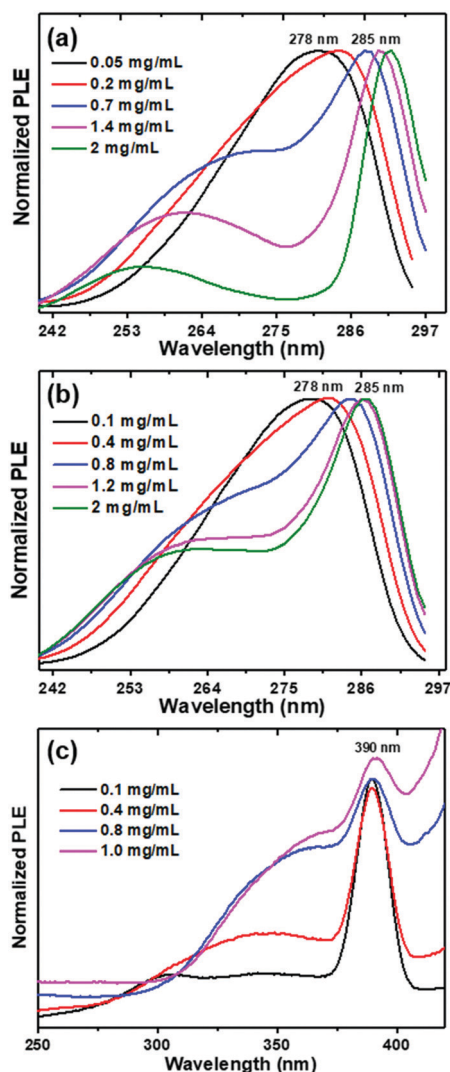 (a)
278 nm 285 nm
0.05 mg/mL
0.2 mg/mL
0.7 mg/mL
1.4 mg/mL
2 mg/mL
Normalized PLE
242 253 264 275 286 297
Wavelength (nm)
(b)
278 nm 285 nm
0.1 mg/mL
0.4 mg/mL
0.8 mg/mL
1.2 mg/mL
2 mg/mL
Normalized PLE
242 253 264 275 286 297
Wavelength (nm)
(c)
390 nm
0.1 mg/mL
0.4 mg/mL
0.8 mg/mL
1.0 mg/mL
Normalized PLE
250 300 350 400
Wavelength (nm)